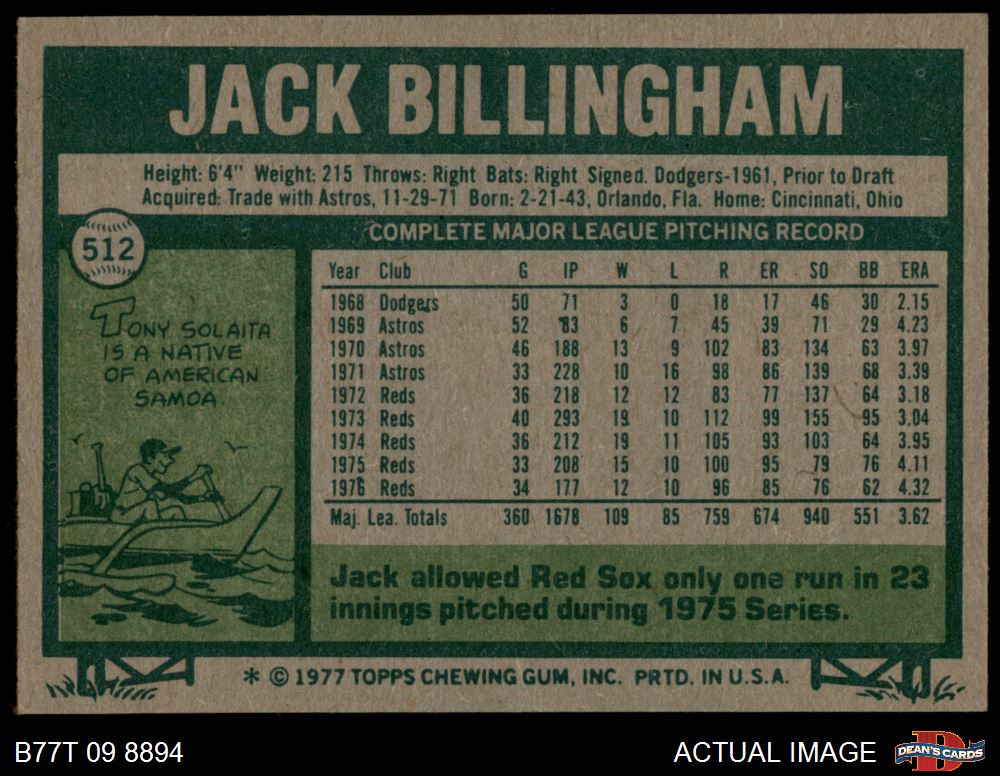 JACK BILLINGHAM
Height: 6'4" Weight: 215 Throws: Right Bats: Right Signed. Dodgers-1961, Prior to Draft
Acquired: Trade with Astros, 11-29-71 Born: 2-21-43, Orlando, Fla. Home: Cincinnati, Ohio
512
COMPLETE MAJOR LEAGUE PITCHING RECORD
TONY SOLAITA
IS A NATIVE
OF AMERICAN
SAMOA
Year Club G IP W L R ER SO BB ERA
1968 Dodgers 50 71 3 0 18 17 46 30 2.15
1969 Astros 52 83 6 7 45 39 71 29 4.23
1970 Astros 46 188 13 9 102 83 134 63 3.97
1971 Astros 33 228 10 16 98 86 139 68 3.39
1972 Reds 36 218 12 12 83 77 137 64 3.18
1973 Reds 40 293 19 10 112 99 155 95 3.04
1974 Reds 36 212 19 11 105 93 103 64 3.95
1975 Reds 33 208 15 10 100 95 79 76 4.11
1976 Reds 34 177 12 10 96 85 76 62 4.32
Maj. Lea. Totals 360 1678 109 85 759 674 940 551 3.62
Jack allowed Red Sox only one run in 23
innings pitched during 1975 Series.
* © 1977 TOPPS CHEWING GUM, INC. PRTD. IN U.S.A.
B77T 09 8894
ACTUAL IMAGE
DEAN'S CARDS